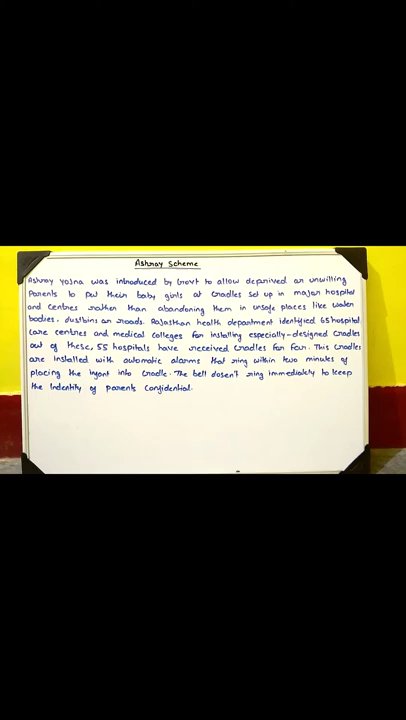 Ashray Scheme
Ashray Yojna was introduced by Govt to allow deprived an unwilling
Parents to put their baby girls at cradles set up in major hospital
and centres rather than abandoning them in unsafe places like water
bodies. dustbins an roads. Rajasthan health department identified 65 hospital
care centres and medical colleges for installing especially-designed cradles
out of these, 55 hospitals have received cradles for far. This cradles
are installed with automatic alarms that ring within two minutes of
placing the infant into cradle. The bell dosen't ring immediately to keep
the Indentity of parents confidential.